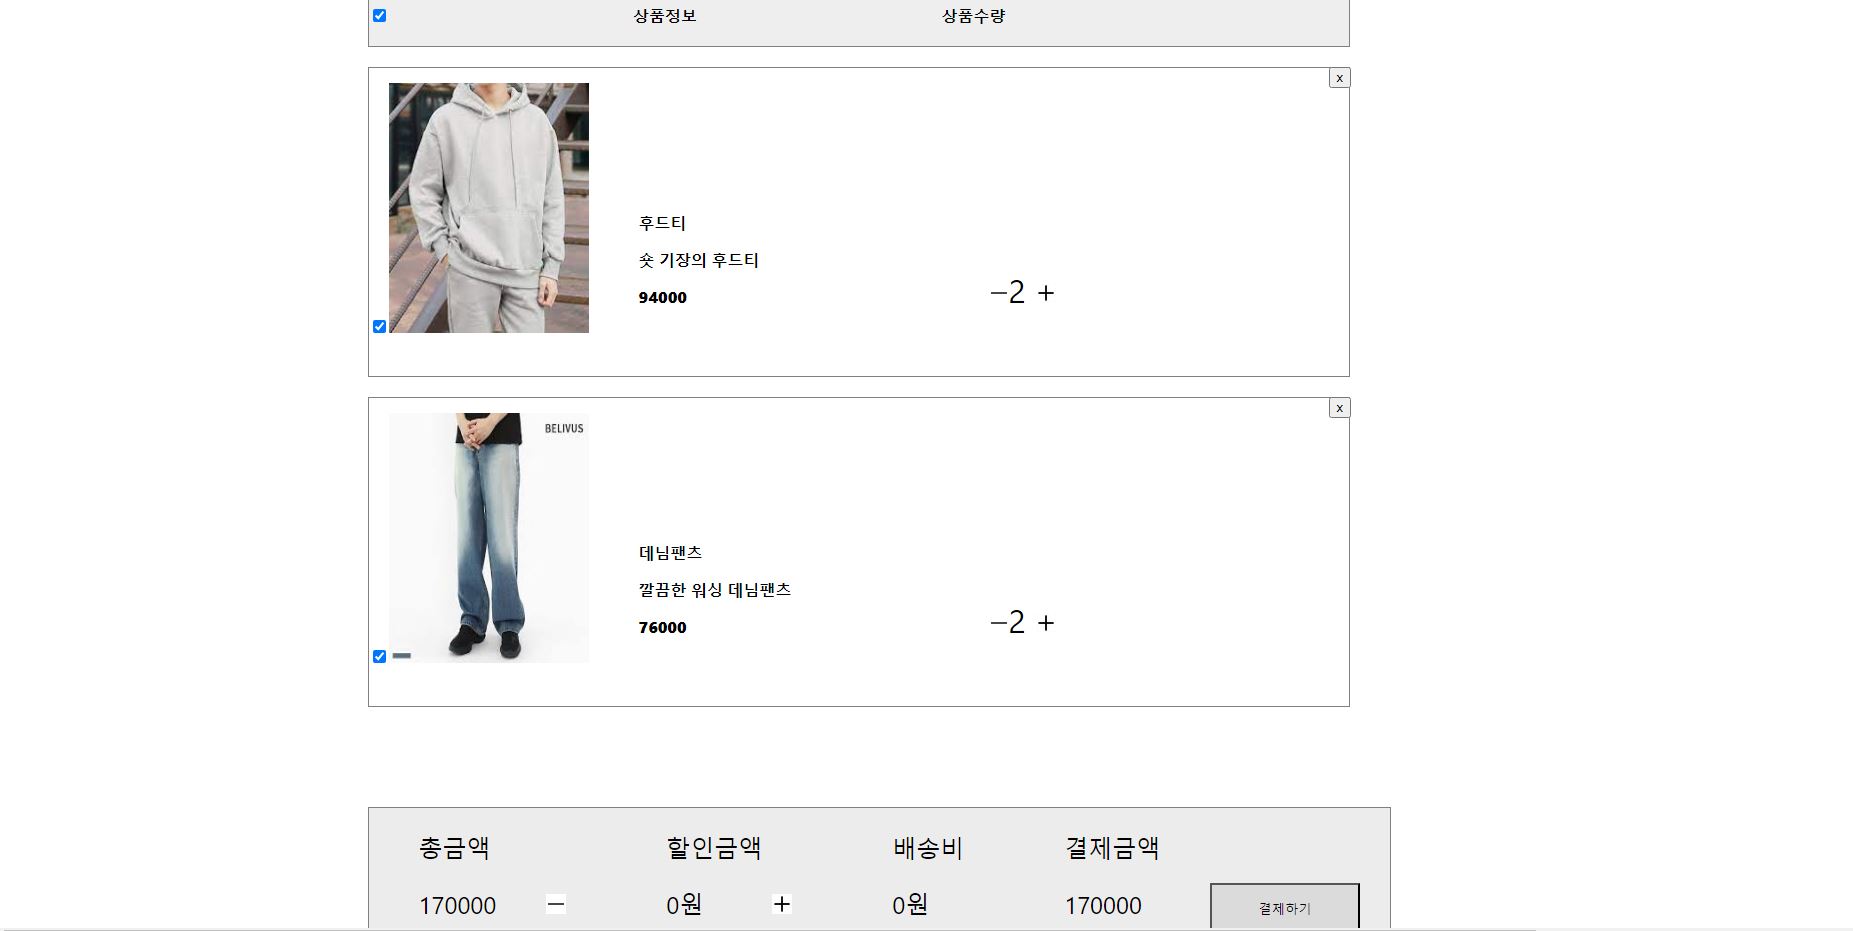 상품정보 상품수량
x
후드티
숏 기장의 후드티
94000
−2 +
x
BELIVUS
데님팬츠
깔끔한 워싱 데님팬츠
76000
−2 +
총금액 할인금액 배송비 결제금액
170000 − 0원 + 0원 170000 결제하기